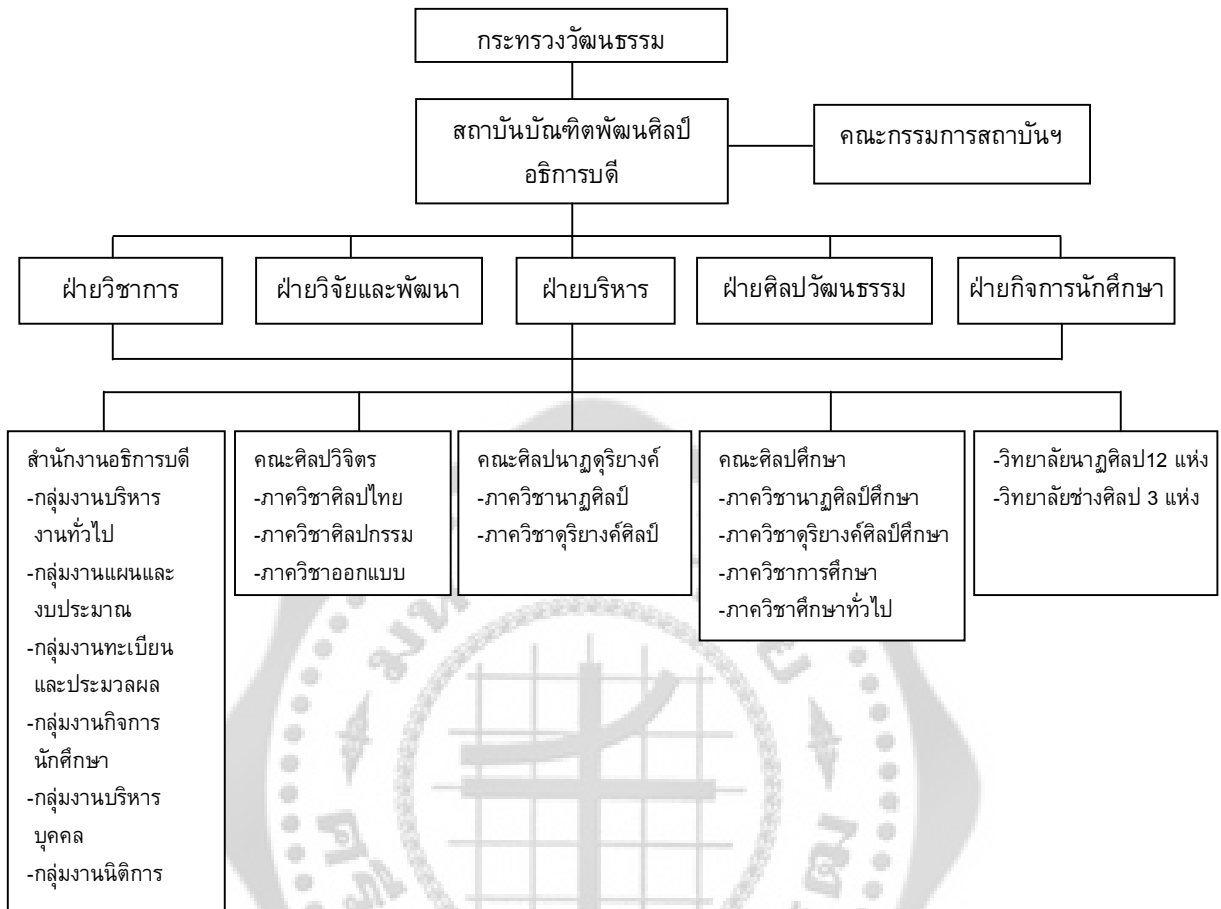 กระทรวงวัฒนธรรม
สถาบันบัณฑิตพัฒนศิลป์
อธิการบดี
คณะกรรมการสถาบันฯ
ฝ่ายวิชาการ
ฝ่ายวิจัยและพัฒนา
ฝ่ายบริหาร
ฝ่ายศิลปวัฒนธรรม
ฝ่ายกิจการนักศึกษา
สำนักงานอธิการบดี
-กลุ่มงานบริหาร
งานทั่วไป
-กลุ่มงานแผนและ
งบประมาณ
-กลุ่มงานทะเบียน
และประมวลผล
-กลุ่มงานกิจการ
นักศึกษา
-กลุ่มงานบริหาร
บุคคล
-กลุ่มงานนิติการ
คณะศิลปวิจิตร
-ภาควิชาศิลปไทย
-ภาควิชาศิลปกรรม
-ภาควิชาออกแบบ
คณะศิลปนาฏดุริยางค์
-ภาควิชานาฏศิลป์
-ภาควิชาดุริยางค์ศิลป์
คณะศิลปศึกษา
-ภาควิชานาฏศิลป์ศึกษา
-ภาควิชาดุริยางค์ศิลป์ศึกษา
-ภาควิชาการศึกษา
-ภาควิชาศึกษาทั่วไป
-วิทยาลัยนาฏศิลป12 แห่ง
-วิทยาลัยช่างศิลป 3 แห่ง